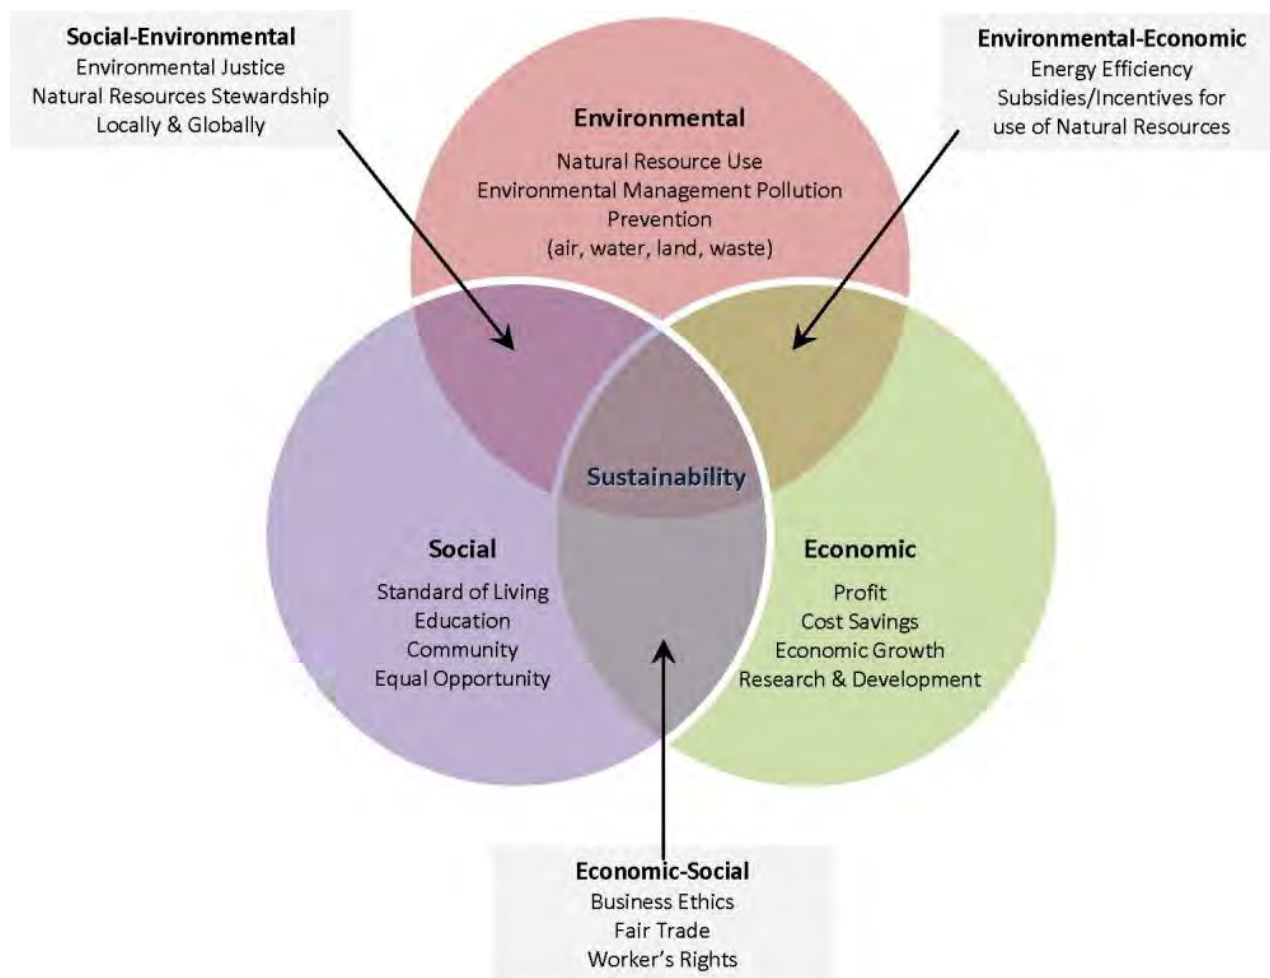 Social-Environmental
Environmental Justice
Natural Resources Stewardship
Locally & Globally
Environmental-Economic
Energy Efficiency
Subsidies/Incentives for
use of Natural Resources
Environmental
Natural Resource Use
Environmental Management Pollution
Prevention
(air, water, land, waste)
Sustainability
Social
Standard of Living
Education
Community
Equal Opportunity
Economic
Profit
Cost Savings
Economic Growth
Research & Development
Economic-Social
Business Ethics
Fair Trade
Worker's Rights